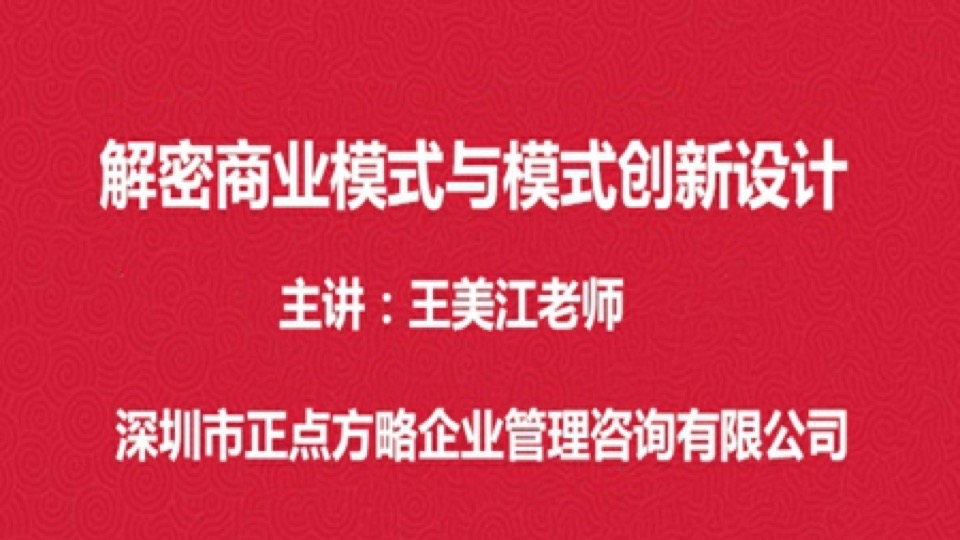 解密商业模式与模式创新设计
主讲：王美江老师
深圳市正点方略企业管理咨询有限公司